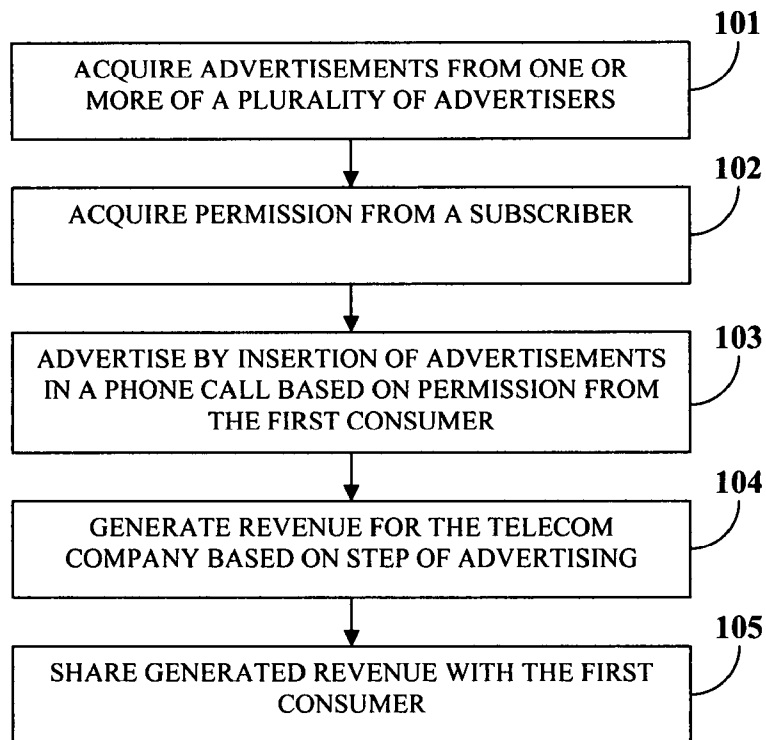 101
ACQUIRE ADVERTISEMENTS FROM ONE OR
MORE OF A PLURALITY OF ADVERTISERS
102
ACQUIRE PERMISSION FROM A SUBSCRIBER
103
ADVERTISE BY INSERTION OF ADVERTISEMENTS
IN A PHONE CALL BASED ON PERMISSION FROM
THE FIRST CONSUMER
104
GENERATE REVENUE FOR THE TELECOM
COMPANY BASED ON STEP OF ADVERTISING
105
SHARE GENERATED REVENUE WITH THE FIRST
CONSUMER